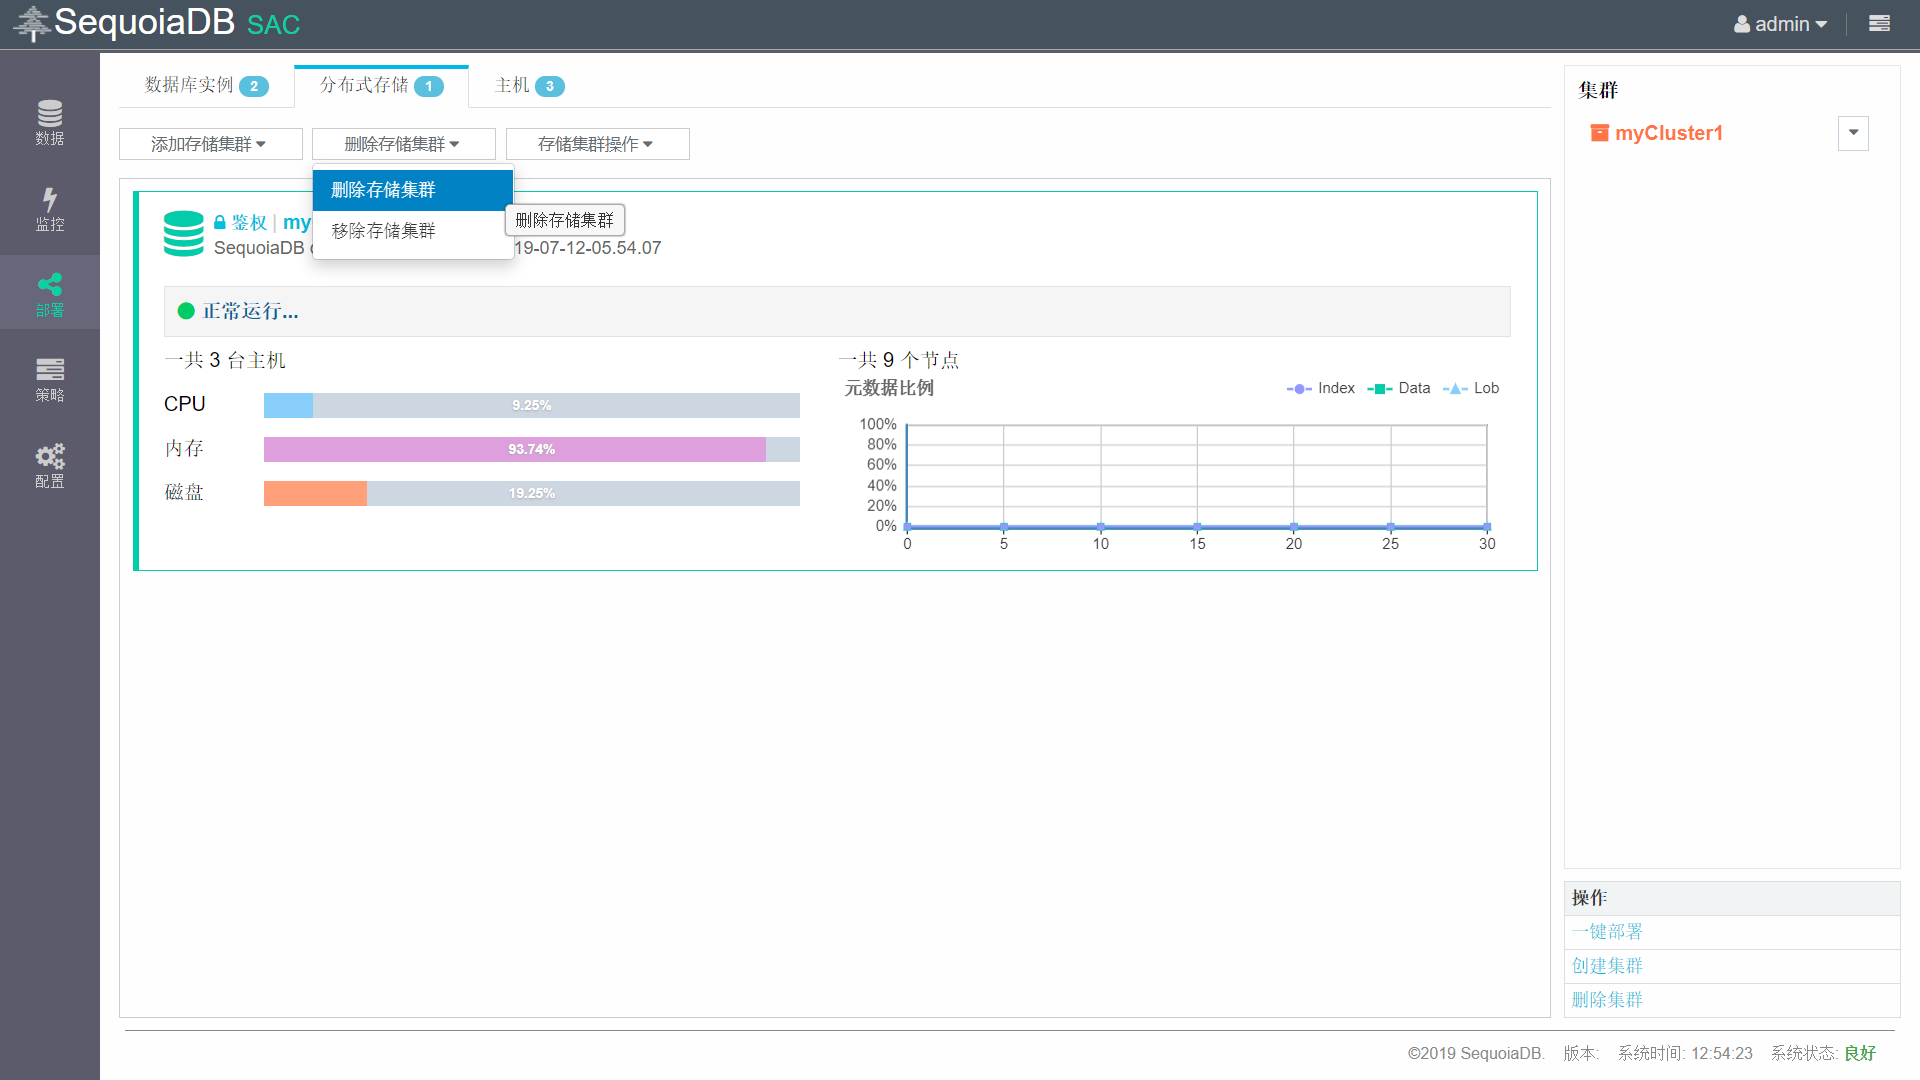 SequoiaDB SAC
admin
数据
监控
部署
策略
配置
数据库实例 2
分布式存储 1
主机 3
添加存储集群
删除存储集群
存储集群操作
删除存储集群
移除存储集群
删除存储集群
鉴权 | my
SequoiaDB
19-07-12-05.54.07
正常运行...
一共 3 台主机
CPU 9.25%
内存 93.74%
磁盘 19.25%
一共 9 个节点
元数据比例
Index Data Lob
100%
80%
60%
40%
20%
0%
0 5 10 15 20 25 30
集群
myCluster1
操作
一键部署
创建集群
删除集群
©2019 SequoiaDB. 版本: 系统时间: 12:54:23 系统状态: 良好